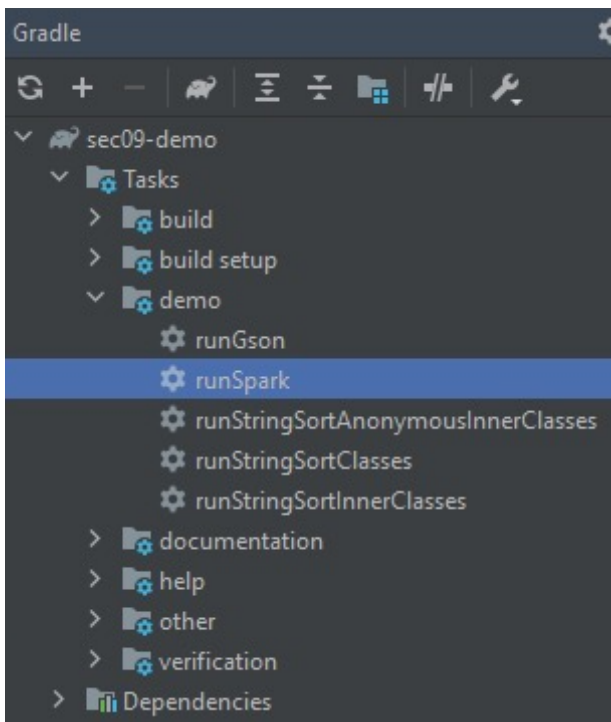 Gradle
sec09-demo
Tasks
build
build setup
demo
runGson
runSpark
runStringSortAnonymousInnerClasses
runStringSortClasses
runStringSortInnerClasses
documentation
help
other
verification
Dependencies